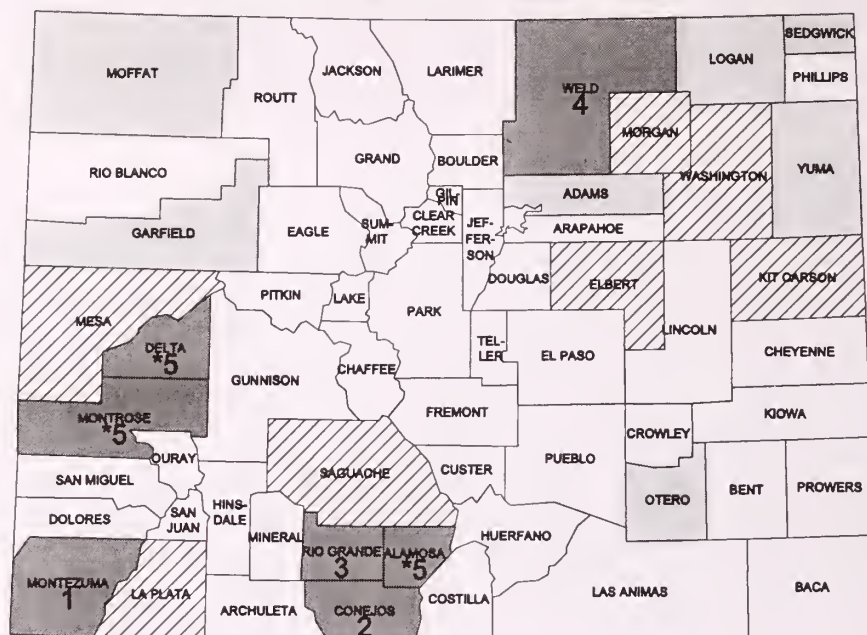 SEDGWICK
MOFFAT
JACKSON
LARIMER
LOGAN
PHILLIPS
ROUTT
WELD
4
MORGAN
GRAND
BOULDER
WASHINGTON
YUMA
RIO BLANCO
GIL-
PIN
ADAMS
CLEAR
CREEK
JEF-
FER-
SON
ARAPAHOE
GARFIELD
EAGLE
SUM-
MIT
DOUGLAS
ELBERT
KIT CARSON
PITKIN
LAKE
PARK
MESA
LINCOLN
DELTA
*5
TEL-
LER
EL PASO
CHEYENNE
GUNNISON
CHAFFEE
MONTROSE
*5
FREMONT
KIOWA
OURAY
CROWLEY
SAGUACHE
PUEBLO
SAN MIGUEL
CUSTER
OTERO
BENT
PROWERS
HINS-
DALE
SAN
JUAN
DOLORES
MINERAL
RIO GRANDE
3
ALAMOSA
*5
HUERFANO
MONTEZUMA
1
LA PLATA
ARCHULETA
CONEJOS
2
COSTILLA
LAS ANIMAS
BACA